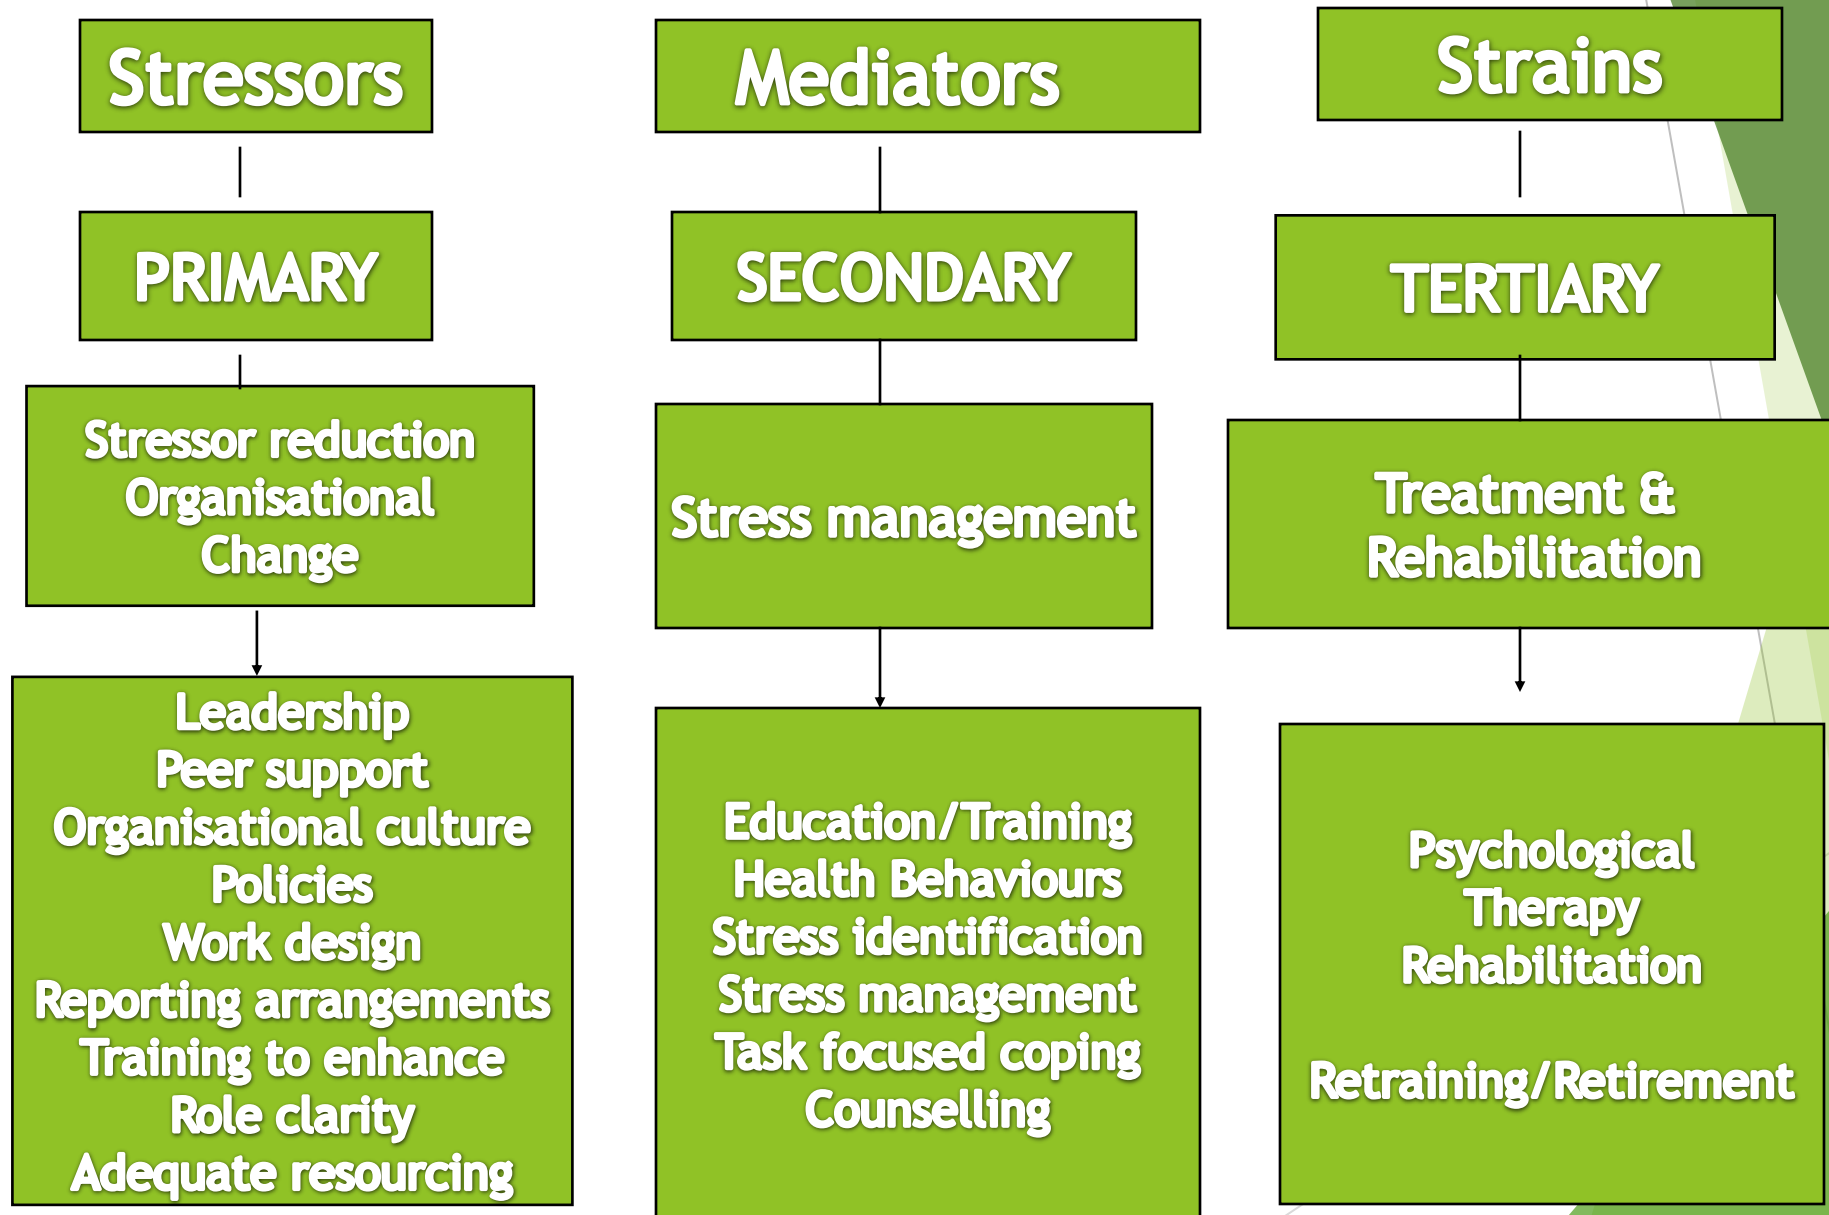 Stressors
PRIMARY
Stressor reduction
Organisational
Change
Leadership
Peer support
Organisational culture
Policies
Work design
Reporting arrangements
Training to enhance
Role clarity
Adequate resourcing
Mediators
SECONDARY
Stress management
Education/Training
Health Behaviours
Stress identification
Stress management
Task focused coping
Counselling
Strains
TERTIARY
Treatment &
Rehabilitation
Psychological
Therapy
Rehabilitation
Retraining/Retirement